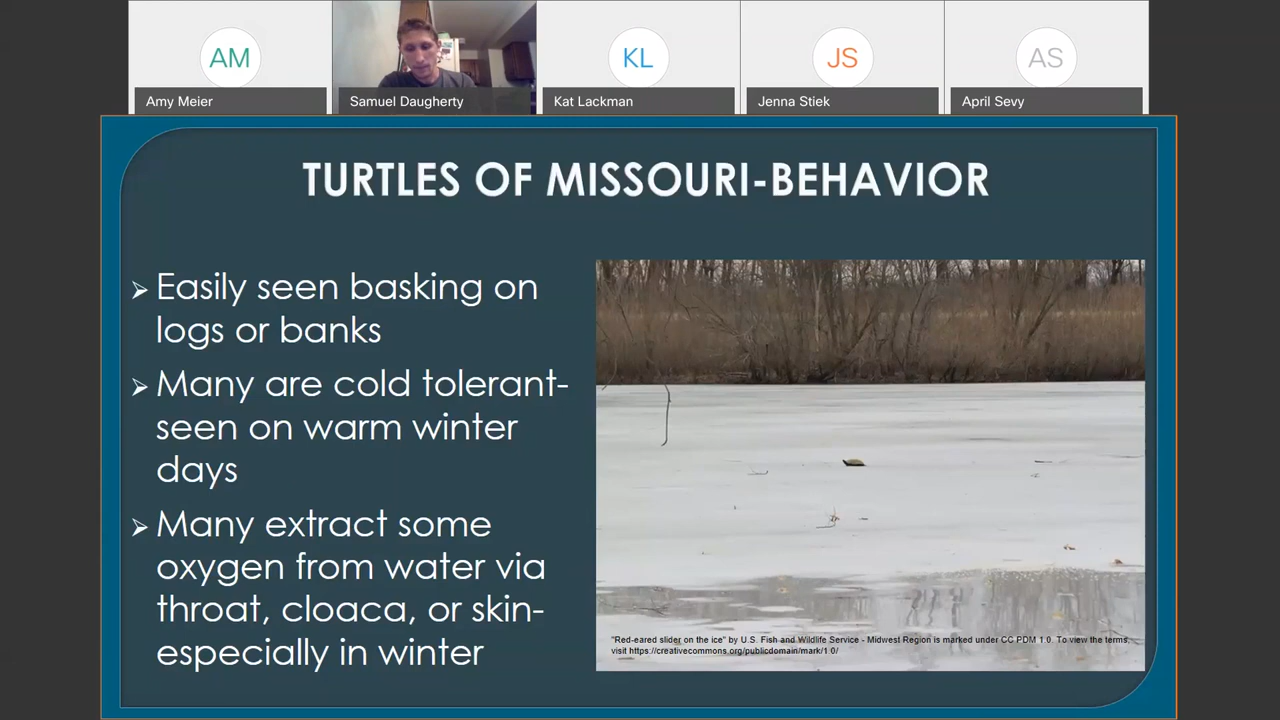 AM
KL
JS
AS
Amy Meier
Samuel Daugherty
Kat Lackman
Jenna Stiek
April Sevy
TURTLES OF MISSOURI-BEHAVIOR
➢ Easily seen basking on
logs or banks
➢ Many are cold tolerant-
seen on warm winter
days
➢ Many extract some
oxygen from water via
throat, cloaca, or skin-
especially in winter
"Red-eared slider on the ice" by U.S. Fish and Wildlife Service - Midwest Region is marked under CC PDM 1.0. To view the terms,
visit https://creativecommons.org/publicdomain/mark/1.0/